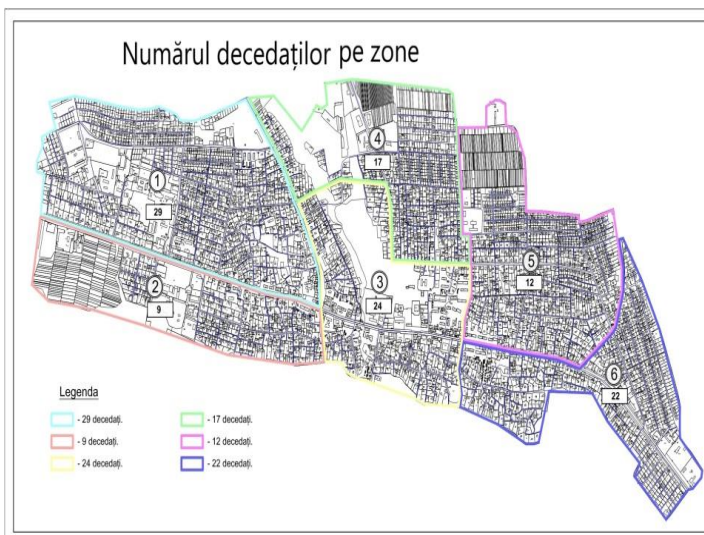 Numărul decedaților pe zone
4
17
1
29
5
12
2
9
3
24
6
22
Legenda
- 29 decedați.
- 17 decedați.
- 9 decedați.
- 12 decedați.
- 24 decedați.
- 22 decedați.